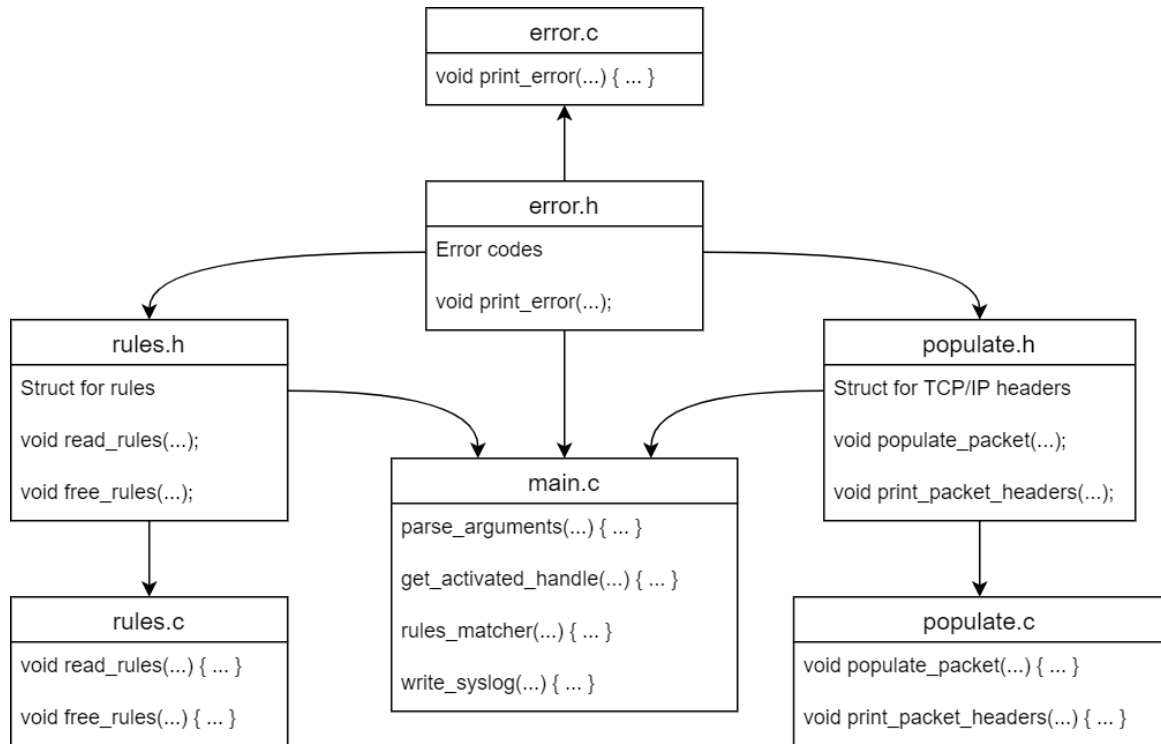 error.c
void print_error(...) { ... }
error.h
Error codes
void print_error(...);
rules.h
Struct for rules
void read_rules(...);
void free_rules(...);
populate.h
Struct for TCP/IP headers
void populate_packet(...);
void print_packet_headers(...);
main.c
parse_arguments(...) { ... }
get_activated_handle(...) { ... }
rules_matcher(...) { ... }
write_syslog(...) { ... }
rules.c
void read_rules(...) { ... }
void free_rules(...) { ... }
populate.c
void populate_packet(...) { ... }
void print_packet_headers(...) { ... }